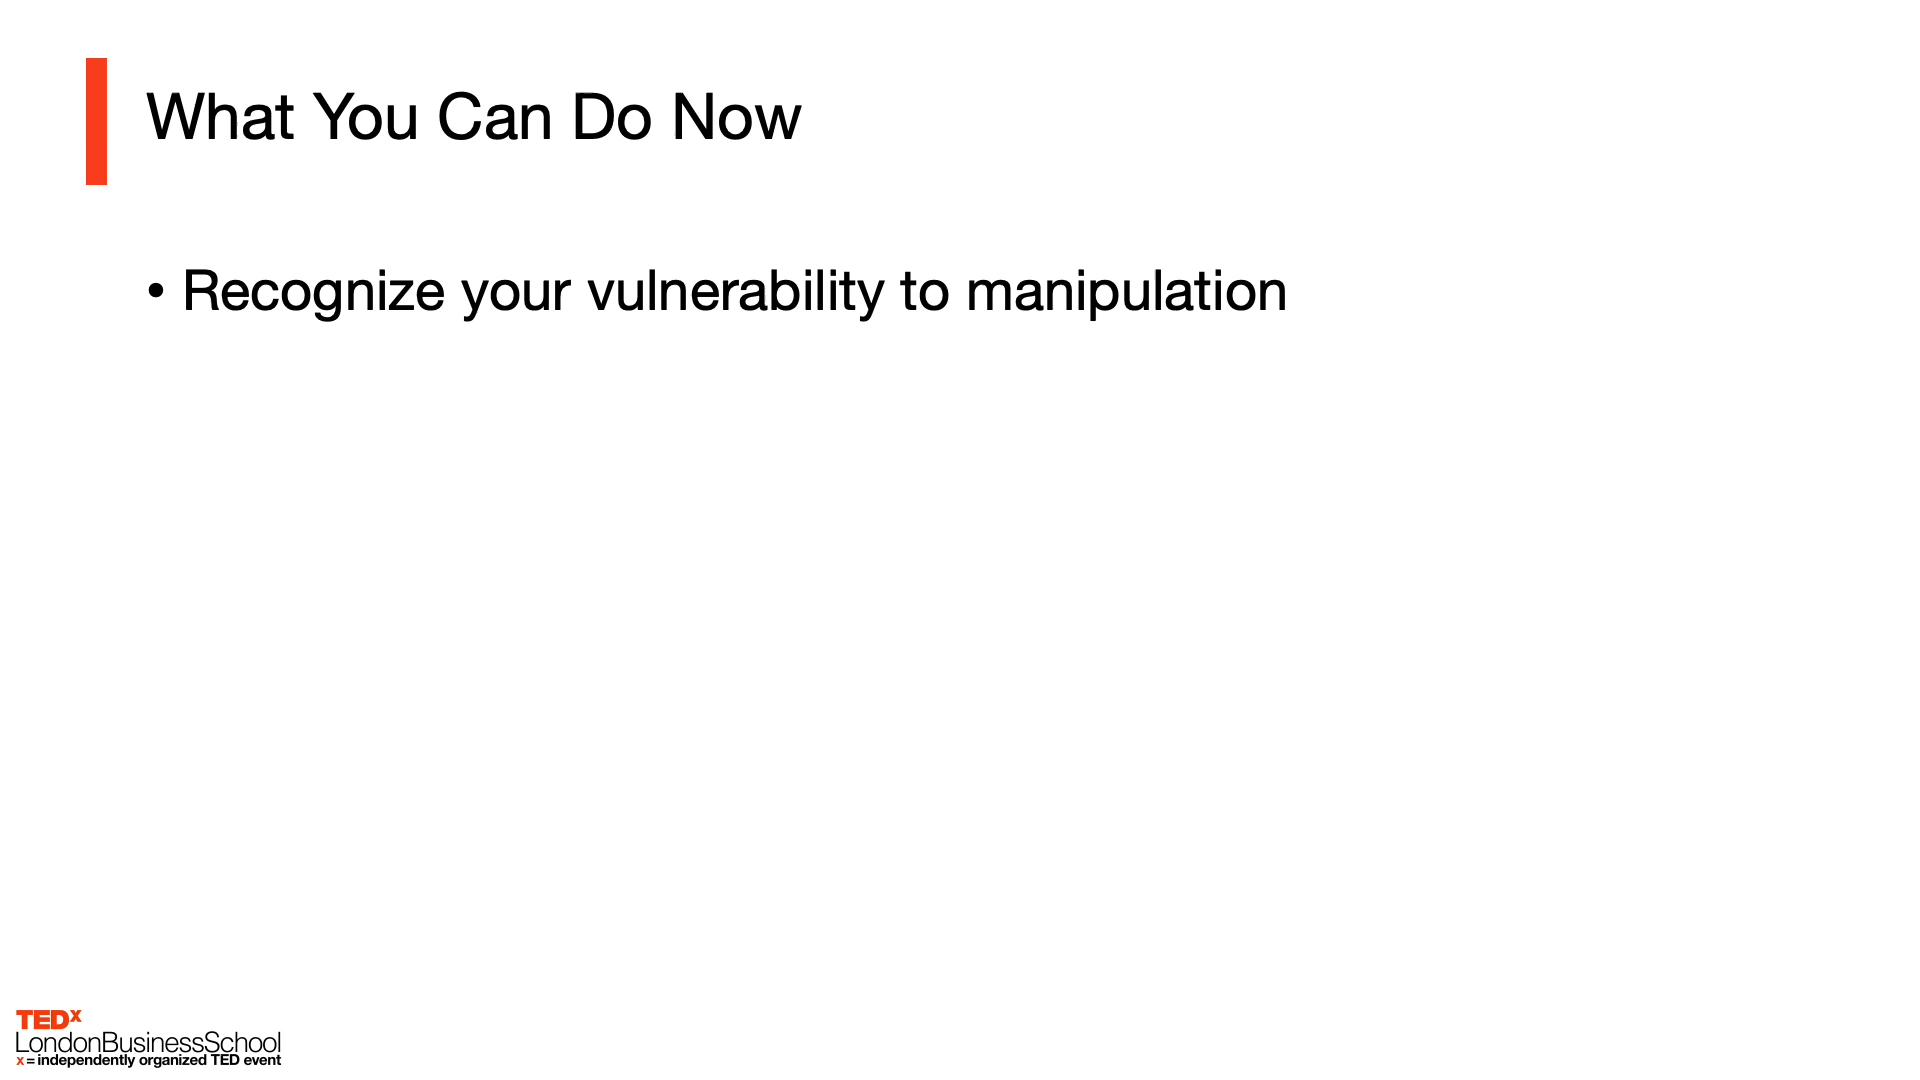 What You Can Do Now
• Recognize your vulnerability to manipulation
TEDx
LondonBusinessSchool
x = independently organized TED event